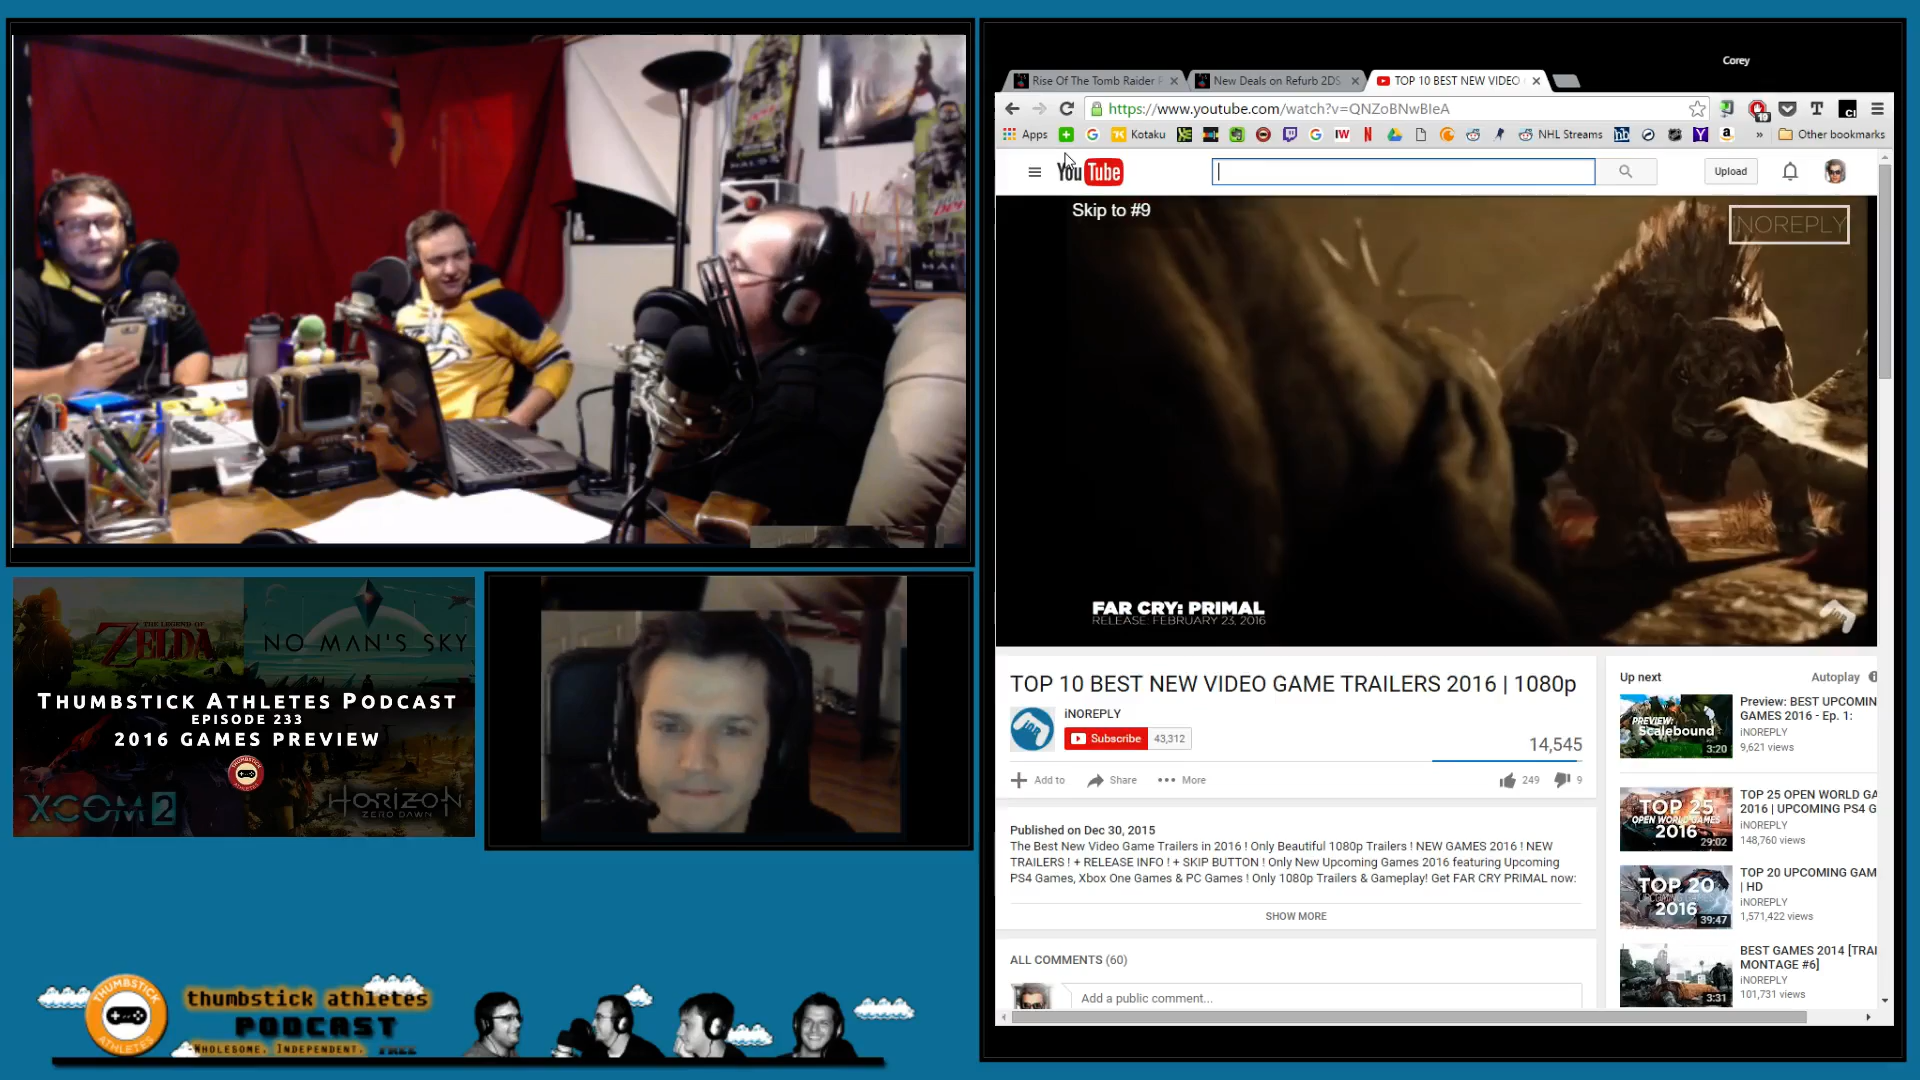 Corey
Rise Of The Tomb Raider
New Deals on Refurb 2DS
TOP 10 BEST NEW VIDEO
https://www.youtube.com/watch?v=QNZoBNwBIeA
Apps
Kotaku
IW
NHL Streams
Other bookmarks
YouTube
Upload
Skip to #9
iNOREPLY
FAR CRY: PRIMAL
RELEASE: FEBRUARY 23, 2016
TOP 10 BEST NEW VIDEO GAME TRAILERS 2016 | 1080p
iNOREPLY
Subscribe 43,312
14,545
Add to Share More
249 9
Published on Dec 30, 2015
The Best New Video Game Trailers in 2016 ! Only Beautiful 1080p Trailers ! NEW GAMES 2016 ! NEW
TRAILERS ! + RELEASE INFO ! + SKIP BUTTON ! Only New Upcoming Games 2016 featuring Upcoming
PS4 Games, Xbox One Games & PC Games ! Only 1080p Trailers & Gameplay! Get FAR CRY PRIMAL now:
SHOW MORE
ALL COMMENTS (60)
Add a public comment...
Up next
Autoplay
PREVIEW:
Scalebound
3:20
Preview: BEST UPCOMIN
GAMES 2016 - Ep. 1:
iNOREPLY
9,621 views
TOP 25
OPEN WORLD GAMES
2016
29:02
TOP 25 OPEN WORLD GA
2016 | UPCOMING PS4 G
iNOREPLY
148,760 views
TOP 20
UPCOMING GAMES
2016
39:47
TOP 20 UPCOMING GAM
| HD
iNOREPLY
1,571,422 views
3:31
BEST GAMES 2014 [TRAI
MONTAGE #6]
iNOREPLY
101,731 views
THE LEGEND OF
ZELDA
NO MAN'S SKY
THUMBSTICK ATHLETES PODCAST
EPISODE 233
2016 GAMES PREVIEW
XCOM 2
HORIZON
ZERO DAWN
THUMBSTICK
ATHLETES
thumbstick athletes
PODCAST
WHOLESOME. INDEPENDENT. FREE